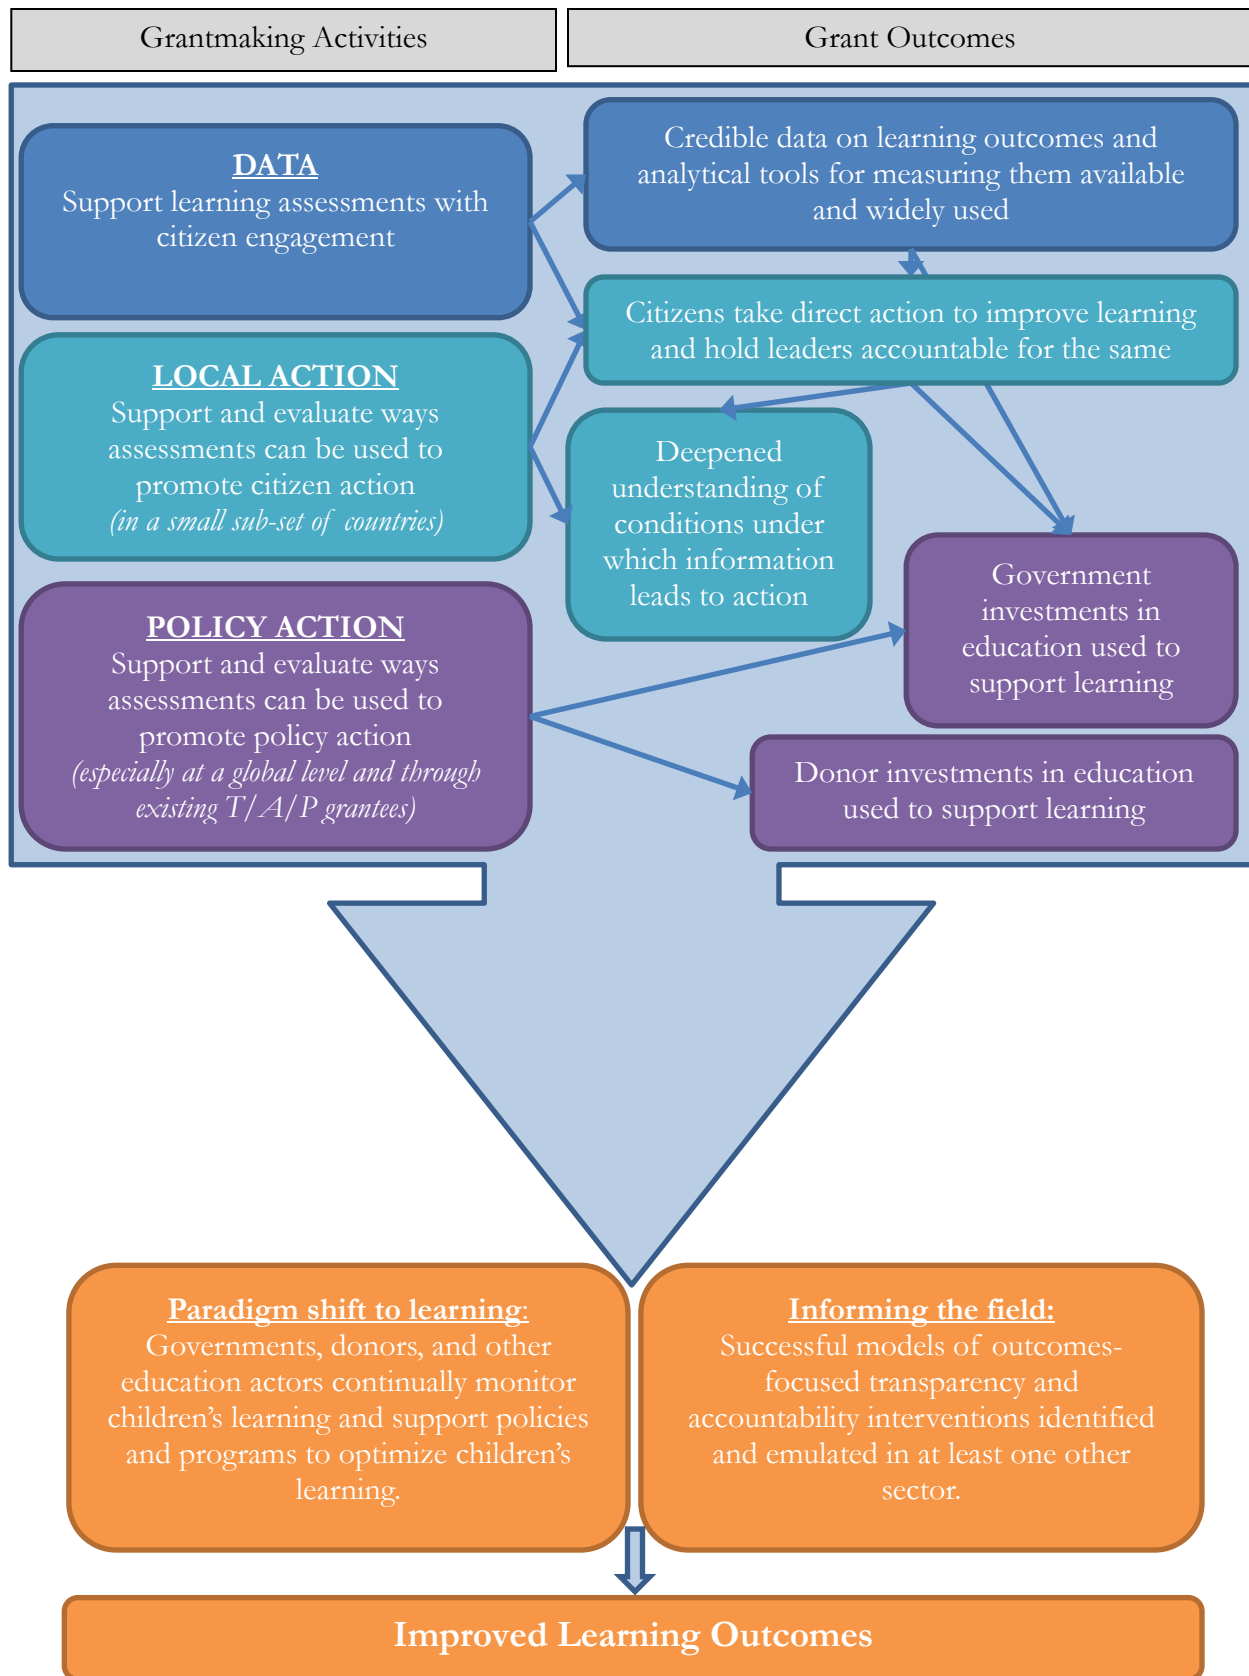 Grantmaking Activities
Grant Outcomes
DATA
Support learning assessments with
citizen engagement
LOCAL ACTION
Support and evaluate ways
assessments can be used to
promote citizen action
(in a small sub-set of countries)
POLICY ACTION
Support and evaluate ways
assessments can be used to
promote policy action
(especially at a global level and through
existing T/A/P grantees)
Credible data on learning outcomes and
analytical tools for measuring them available
and widely used
Citizens take direct action to improve learning
and hold leaders accountable for the same
Deepened
understanding of
conditions under
which information
leads to action
Government
investments in
education used to
support learning
Donor investments in education
used to support learning
Paradigm shift to learning:
Governments, donors, and other
education actors continually monitor
children’s learning and support policies
and programs to optimize children’s
learning.
Informing the field:
Successful models of outcomes-
focused transparency and
accountability interventions identified
and emulated in at least one other
sector.
Improved Learning Outcomes